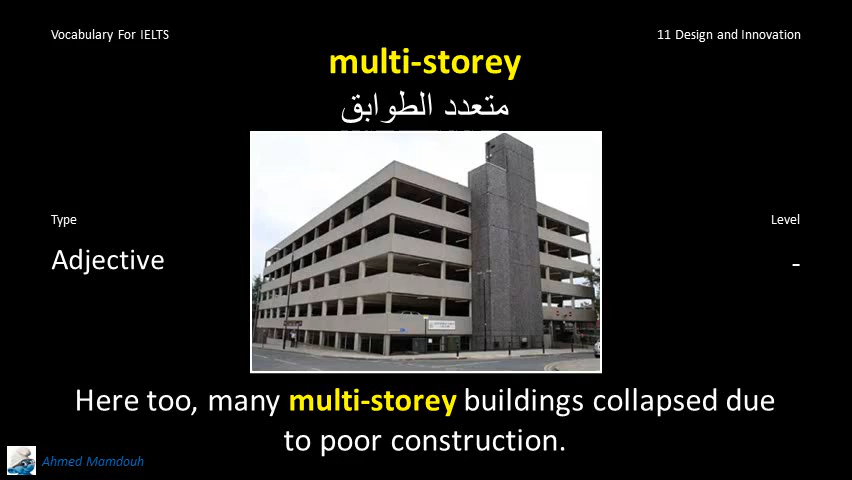 Vocabulary For IELTS
11 Design and Innovation
multi-storey
متعدد الطوابق
Type
Level
Adjective
-
Here too, many multi-storey buildings collapsed due
to poor construction.
Ahmed Mamdouh